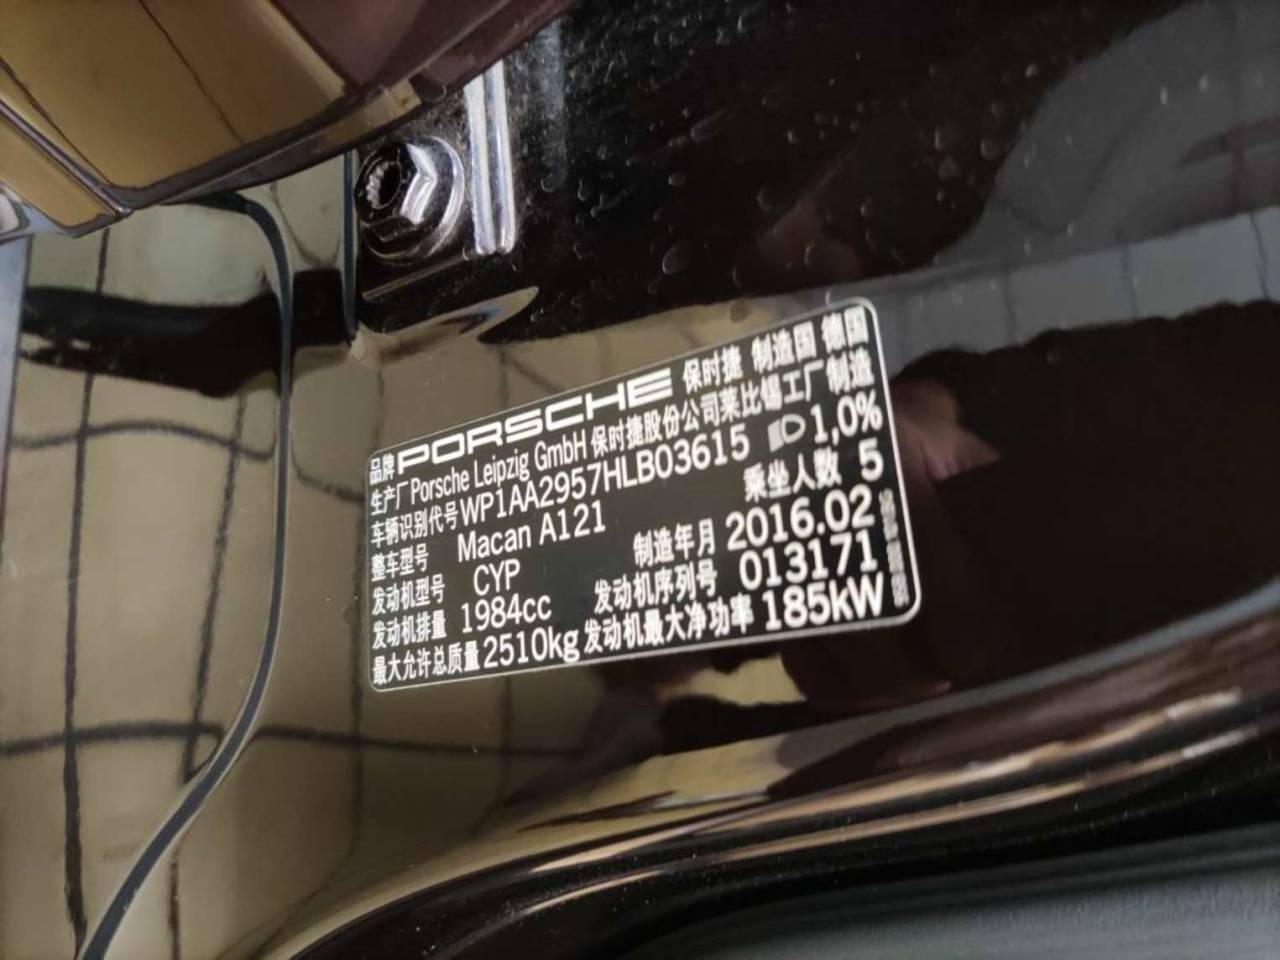 品牌 PORSCHE 保时捷 制造国 德国
生产厂 Porsche Leipzig GmbH 保时捷股份公司莱比锡工厂制造
车辆识别代号 WP1AA2957HLB03615 1,0%
整车型号 Macan A121 乘坐人数 5
发动机型号 CYP 制造年月 2016.02
发动机排量 1984cc 发动机序列号 013171
最大允许总质量 2510kg 发动机最大净功率 185kW